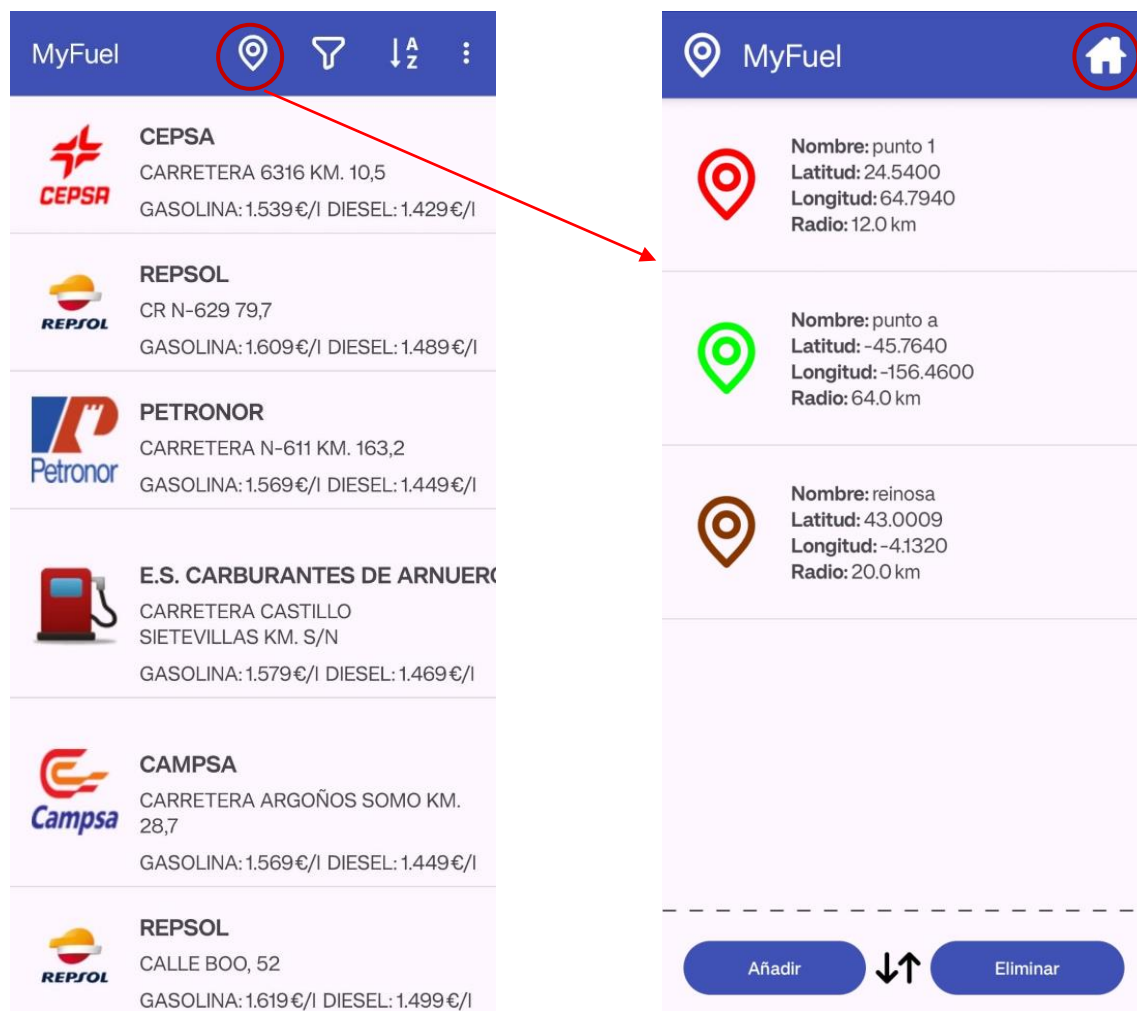 MyFuel
A
Z
CEPSA
CEPSA
CARRETERA 6316 KM. 10,5
GASOLINA: 1.539€/l DIESEL: 1.429€/l
REPSOL
REPSOL
CR N-629 79,7
GASOLINA: 1.609€/l DIESEL: 1.489€/l
Petronor
PETRONOR
CARRETERA N-611 KM. 163,2
GASOLINA: 1.569€/l DIESEL: 1.449€/l
E.S. CARBURANTES DE ARNUERO
CARRETERA CASTILLO
SIETEVILLAS KM. S/N
GASOLINA: 1.579€/l DIESEL: 1.469€/l
Campsa
CAMPSA
CARRETERA ARGOÑOS SOMO KM.
28,7
GASOLINA: 1.569€/l DIESEL: 1.449€/l
REPSOL
REPSOL
CALLE BOO, 52
GASOLINA: 1.619€/l DIESEL: 1.499€/l
MyFuel
Nombre: punto 1
Latitud: 24.5400
Longitud: 64.7940
Radio: 12.0 km
Nombre: punto a
Latitud: -45.7640
Longitud: -156.4600
Radio: 64.0 km
Nombre: reinosa
Latitud: 43.0009
Longitud: -4.1320
Radio: 20.0 km
Añadir
Eliminar